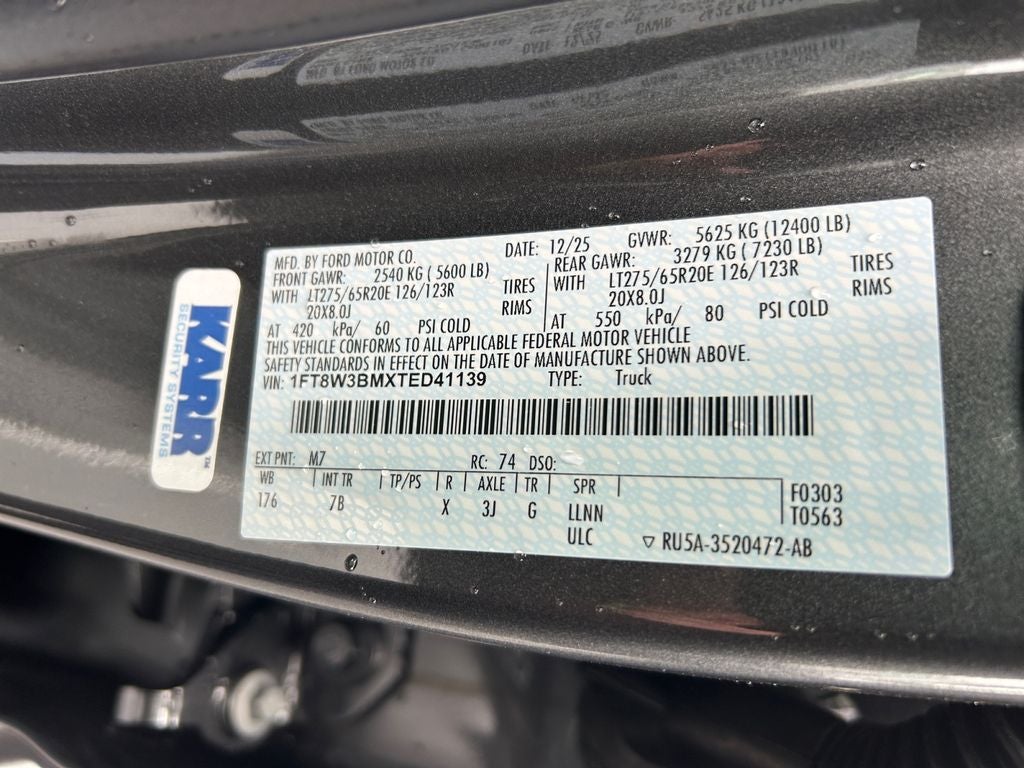 MFD. BY FORD MOTOR CO. DATE: 12/25 GVWR: 5625 KG (12400 LB)
FRONT GAWR: 2540 KG ( 5600 LB) REAR GAWR: 3279 KG ( 7230 LB)
WITH LT275/65R20E 126/123R TIRES WITH LT275/65R20E 126/123R TIRES
20X8.0J RIMS 20X8.0J RIMS
AT 420 kPa/ 60 PSI COLD AT 550 kPa/ 80 PSI COLD
THIS VEHICLE CONFORMS TO ALL APPLICABLE FEDERAL MOTOR VEHICLE
SAFETY STANDARDS IN EFFECT ON THE DATE OF MANUFACTURE SHOWN ABOVE.
VIN: 1FT8W3BMXTED41139 TYPE: Truck
EXT PNT: M7 RC: 74 DSO:
WB INT TR TP/PS R AXLE TR SPR
176 7B X 3J G LLNN F0303
ULC T0563
▽ RU5A-3520472-AB
KARR™
SECURITY SYSTEMS